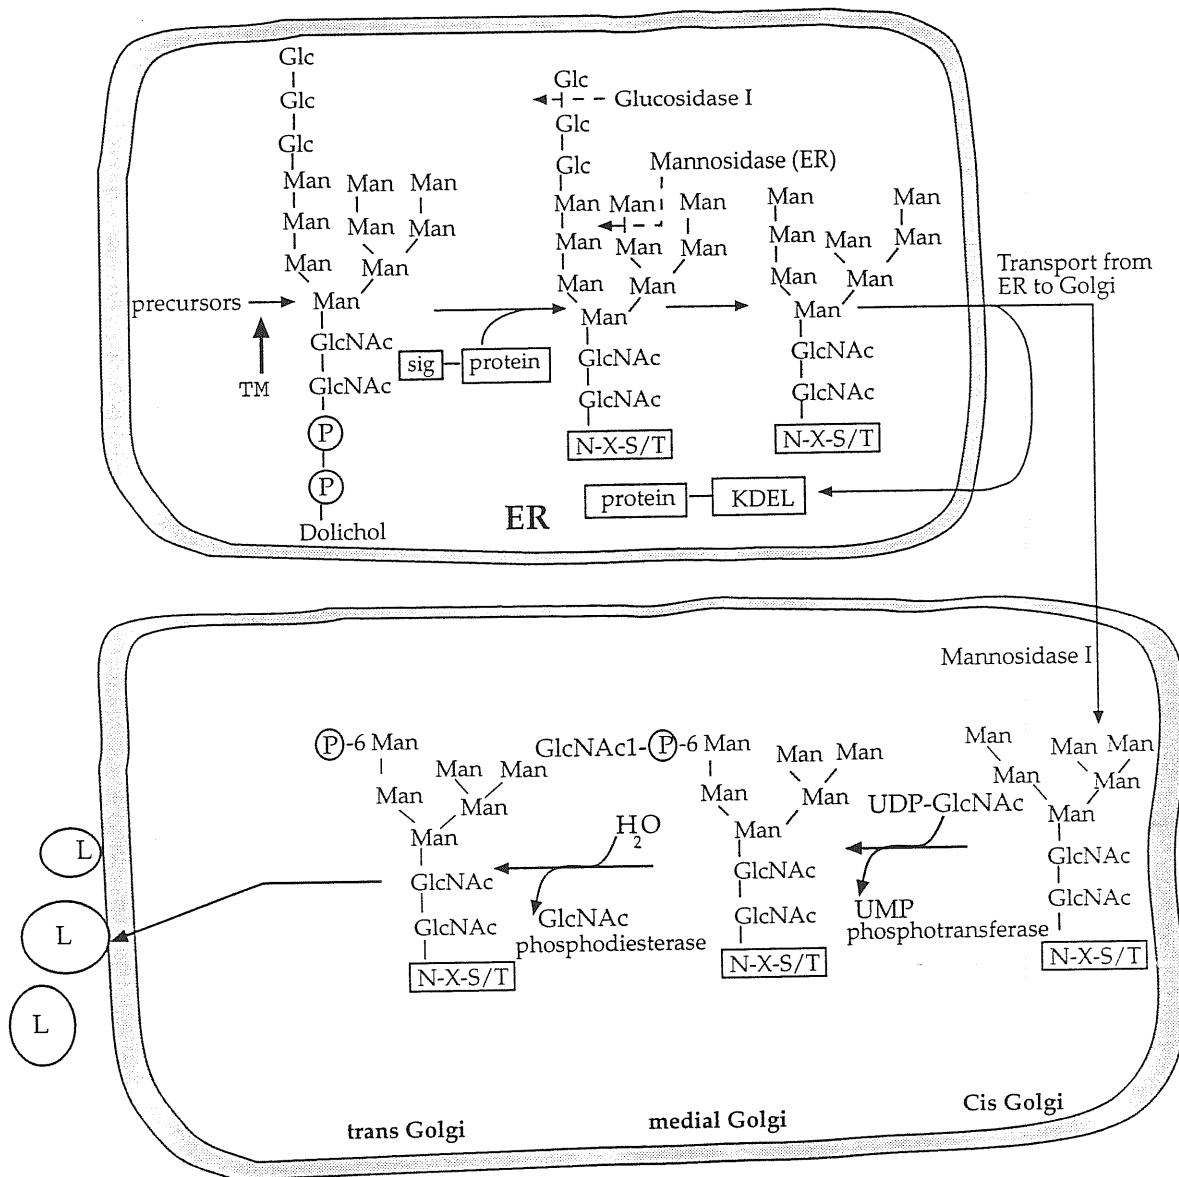 Glc
Glc
Glc
Man Man Man
Man Man Man
Man Man
precursors Man
GlcNAc
TM GlcNAc
P
P
Dolichol
sig protein
Glc
Glucosidase I
Glc
Glc
Mannosidase (ER)
Man Man Man
Man Man Man
Man Man
Man
GlcNAc
GlcNAc
N-X-S/T
Man Man
Man Man Man
Man Man
Man
GlcNAc
GlcNAc
N-X-S/T
Transport from
ER to Golgi
protein KDEL
ER
Mannosidase I
Man Man Man
Man Man
Man
GlcNAc
GlcNAc
N-X-S/T
UDP-GlcNAc
UMP
phosphotransferase
GlcNAc1-P-6 Man
Man Man
Man Man
Man
GlcNAc
GlcNAc
N-X-S/T
H2O
GlcNAc
phosphodiesterase
P-6 Man
Man Man
Man Man
Man
GlcNAc
GlcNAc
N-X-S/T
L
L
L
trans Golgi
medial Golgi
Cis Golgi